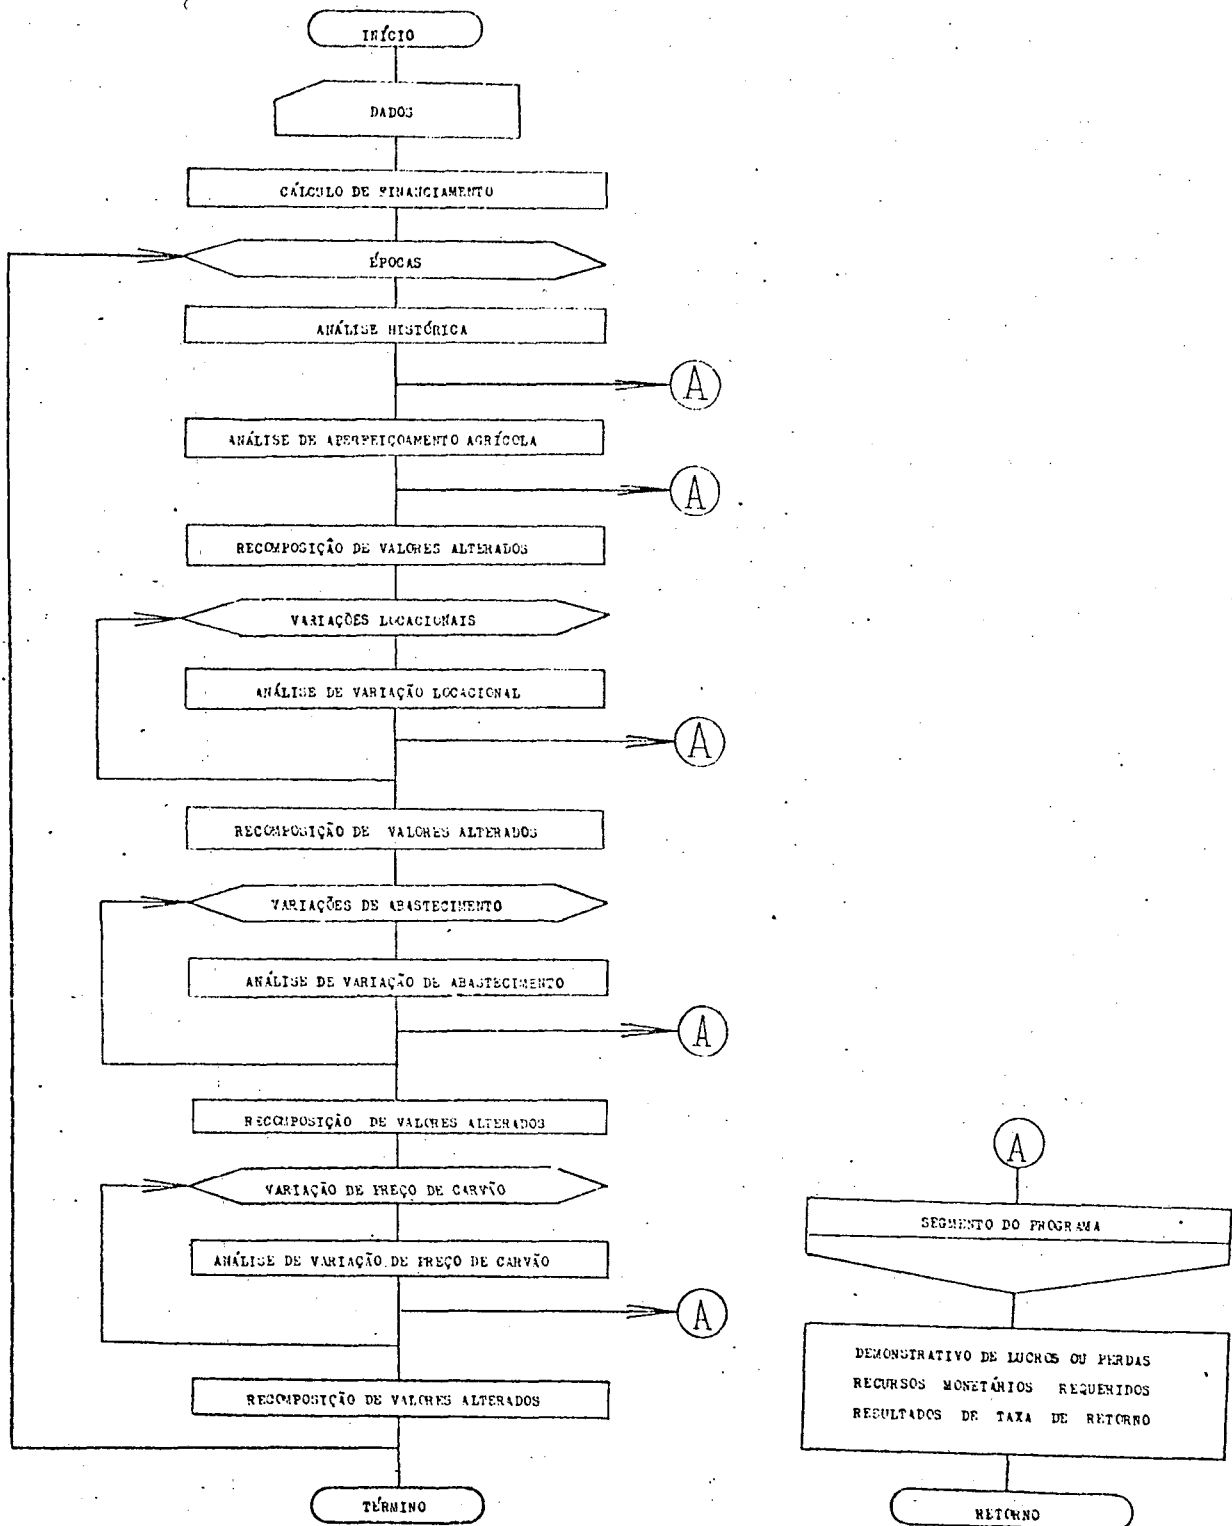 INÍCIO
DADOS
CÁLCULO DE FINANCIAMENTO
ÉPOCAS
ANÁLISE HISTÓRICA
A
ANÁLISE DE APERFEIÇOAMENTO AGRÍCOLA
A
RECOMPOSIÇÃO DE VALORES ALTERADOS
VARIAÇÕES LOCACIONAIS
ANÁLISE DE VARIAÇÃO LOCACIONAL
A
RECOMPOSIÇÃO DE VALORES ALTERADOS
VARIAÇÕES DE ABASTECIMENTO
ANÁLISE DE VARIAÇÃO DE ABASTECIMENTO
A
RECOMPOSIÇÃO DE VALORES ALTERADOS
VARIAÇÃO DE PREÇO DE CARVÃO
ANÁLISE DE VARIAÇÃO DE PREÇO DE CARVÃO
A
RECOMPOSIÇÃO DE VALORES ALTERADOS
TÉRMINO
A
SEGMENTO DO PROGRAMA
DEMONSTRATIVO DE LUCROS OU PERDAS
RECURSOS MONETÁRIOS REQUERIDOS
RESULTADOS DE TAXA DE RETORNO
RETORNO